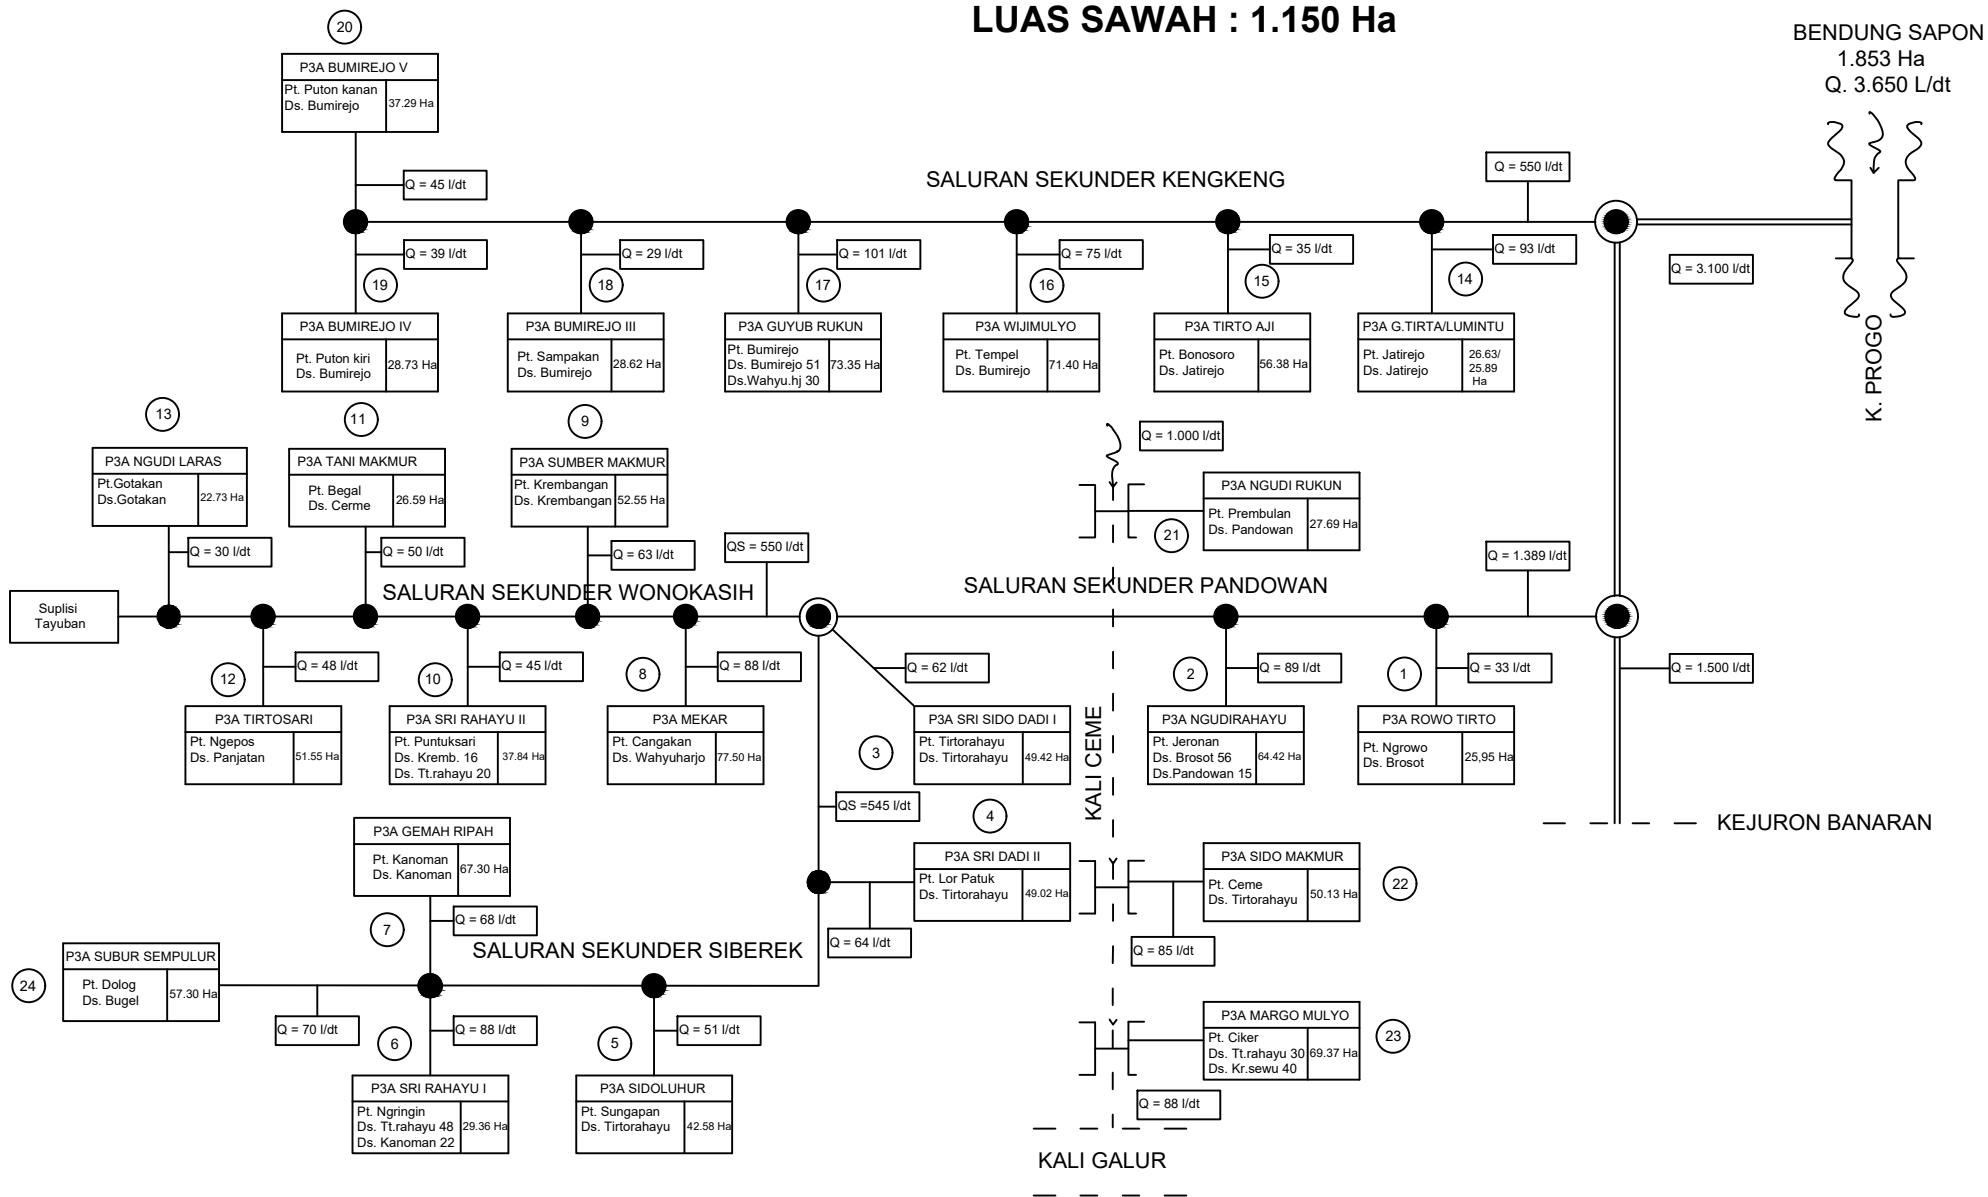 LUAS SAWAH : 1.150 Ha
BENDUNG SAPON
1.853 Ha
Q. 3.650 L/dt
20
P3A BUMIREJO V
Pt. Puton kanan
Ds. Bumirejo
37.29 Ha
Q = 45 l/dt
SALURAN SEKUNDER KENGKENG
Q = 550 l/dt
Q = 39 l/dt
Q = 29 l/dt
Q = 101 l/dt
Q = 75 l/dt
Q = 35 l/dt
Q = 93 l/dt
Q = 3.100 l/dt
19
18
17
16
15
14
K. PROGO
P3A BUMIREJO IV
Pt. Puton kiri
Ds. Bumirejo
28.73 Ha
P3A BUMIREJO III
Pt. Sampakan
Ds. Bumirejo
28.62 Ha
P3A GUYUB RUKUN
Pt. Bumirejo
Ds. Bumirejo 51
Ds.Wahyu.hj 30
73.35 Ha
P3A WIJIMULYO
Pt. Tempel
Ds. Bumirejo
71.40 Ha
P3A TIRTO AJI
Pt. Bonosoro
Ds. Jatirejo
56.38 Ha
P3A G.TIRTA/LUMINTU
Pt. Jatirejo
Ds. Jatirejo
26.63/
25.89
Ha
13
11
9
Q = 1.000 l/dt
P3A NGUDI LARAS
Pt.Gotakan
Ds.Gotakan
22.73 Ha
P3A TANI MAKMUR
Pt. Begal
Ds. Cerme
26.59 Ha
P3A SUMBER MAKMUR
Pt. Krembangan
Ds. Krembangan
52.55 Ha
P3A NGUDI RUKUN
Pt. Prembulan
Ds. Pandowan
27.69 Ha
21
Q = 30 l/dt
Q = 50 l/dt
Q = 63 l/dt
QS = 550 l/dt
Q = 1.389 l/dt
SALURAN SEKUNDER WONOKASIH
SALURAN SEKUNDER PANDOWAN
Suplisi
Tayuban
Q = 48 l/dt
Q = 45 l/dt
Q = 88 l/dt
Q = 62 l/dt
Q = 89 l/dt
Q = 33 l/dt
Q = 1.500 l/dt
12
10
8
3
2
1
P3A TIRTOSARI
Pt. Ngepos
Ds. Panjatan
51.55 Ha
P3A SRI RAHAYU II
Pt. Puntuksari
Ds. Kremb. 16
Ds. Tt.rahayu 20
37.84 Ha
P3A MEKAR
Pt. Cangakan
Ds. Wahyuharjo
77.50 Ha
P3A SRI SIDO DADI I
Pt. Tirtorahayu
Ds. Tirtorahayu
49.42 Ha
KALI CEME
P3A NGUDIRAHAYU
Pt. Jeronan
Ds. Brosot 56
Ds.Pandowan 15
64.42 Ha
P3A ROWO TIRTO
Pt. Ngrowo
Ds. Brosot
25,95 Ha
QS =545 l/dt
4
KEJURON BANARAN
P3A GEMAH RIPAH
Pt. Kanoman
Ds. Kanoman
67.30 Ha
P3A SRI DADI II
Pt. Lor Patuk
Ds. Tirtorahayu
49.02 Ha
P3A SIDO MAKMUR
Pt. Ceme
Ds. Tirtorahayu
50.13 Ha
22
7
Q = 68 l/dt
Q = 64 l/dt
Q = 85 l/dt
SALURAN SEKUNDER SIBEREK
24
P3A SUBUR SEMPULUR
Pt. Dolog
Ds. Bugel
57.30 Ha
Q = 70 l/dt
Q = 88 l/dt
Q = 51 l/dt
6
5
P3A MARGO MULYO
Pt. Ciker
Ds. Tt.rahayu 30
Ds. Kr.sewu 40
69.37 Ha
23
P3A SRI RAHAYU I
Pt. Ngringin
Ds. Tt.rahayu 48
Ds. Kanoman 22
29.36 Ha
P3A SIDOLUHUR
Pt. Sungapan
Ds. Tirtorahayu
42.58 Ha
Q = 88 l/dt
KALI GALUR